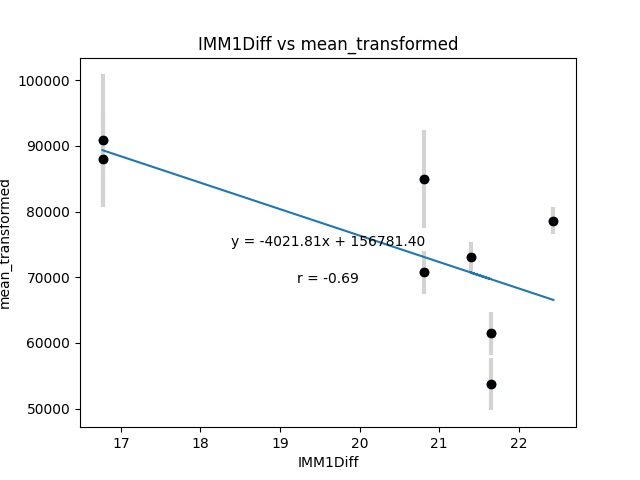 IMM1Diff vs mean_transformed
mean_transformed
100000
90000
80000
70000
60000
50000
y = -4021.81x + 156781.40
r = -0.69
17 18 19 20 21 22
IMM1Diff